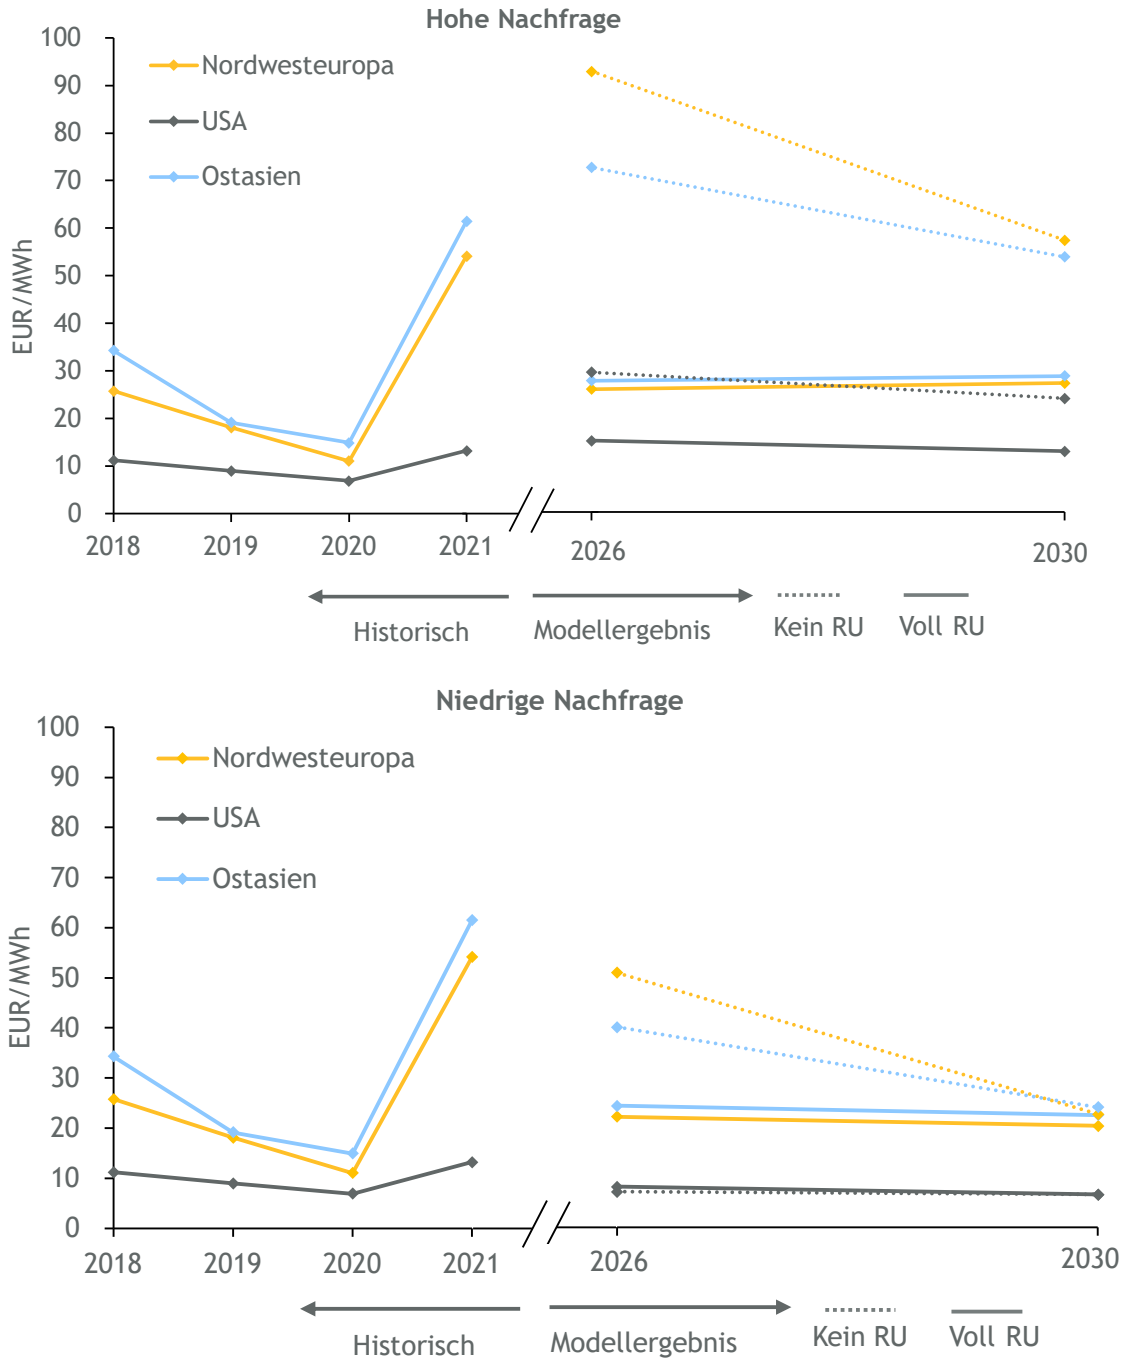 Hohe Nachfrage
100
90
80
70
60
50
40
30
20
10
0
EUR/MWh
Nordwesteuropa
USA
Ostasien
2018 2019 2020 2021 2026 2030
Historisch Modellergebnis Kein RU Voll RU
Niedrige Nachfrage
100
90
80
70
60
50
40
30
20
10
0
EUR/MWh
Nordwesteuropa
USA
Ostasien
2018 2019 2020 2021 2026 2030
Historisch Modellergebnis Kein RU Voll RU